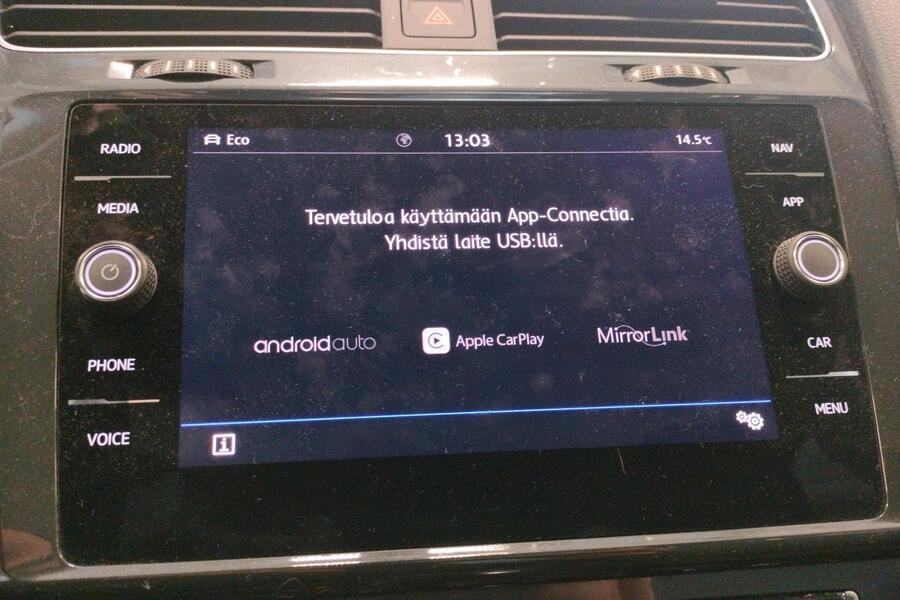 RADIO
MEDIA
PHONE
VOICE
Eco
13:03
14.5°C
Tervetuloa käyttämään App-Connectia.
Yhdistä laite USB:llä.
androidauto
Apple CarPlay
MirrorLink
i
NAV
APP
CAR
MENU